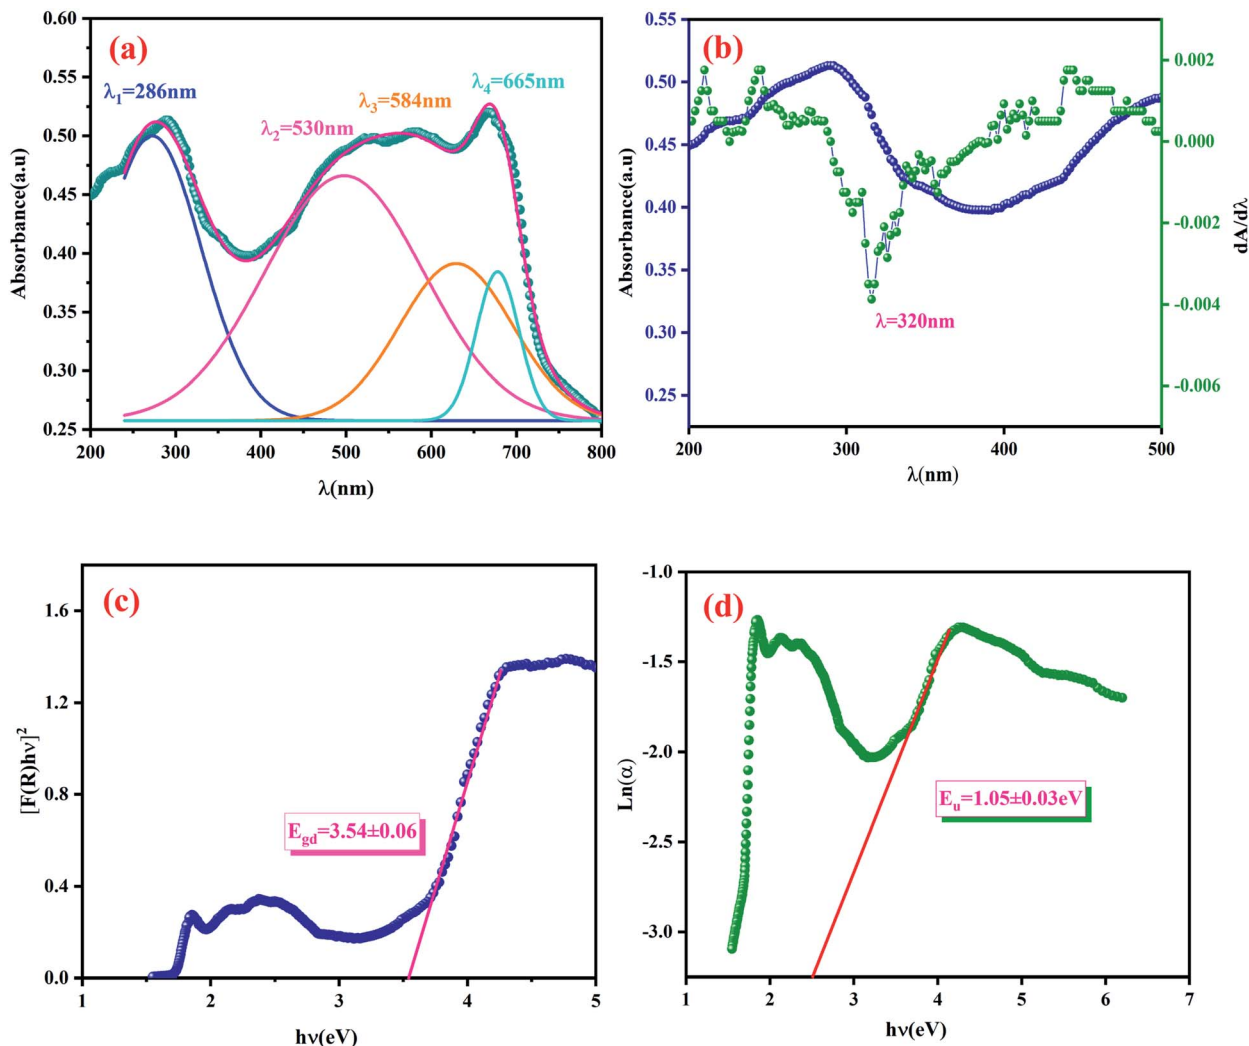 (a)
λ₁=286nm
λ₂=530nm
λ₃=584nm
λ₄=665nm
0.60
0.55
0.50
0.45
0.40
0.35
0.30
0.25
Absorbance(a.u)
200 300 400 500 600 700 800
λ(nm)
(b)
0.55
0.50
0.45
0.40
0.35
0.30
0.25
Absorbance(a.u)
λ=320nm
0.002
0.000
-0.002
-0.004
-0.006
dA/dλ
200 300 400 500
λ(nm)
(c)
1.6
1.2
0.8
0.4
0.0
[F(R)hν]²
E_gd=3.54±0.06
1 2 3 4 5
hν(eV)
(d)
-1.0
-1.5
-2.0
-2.5
-3.0
Ln(α)
E_u=1.05±0.03eV
1 2 3 4 5 6 7
hν(eV)